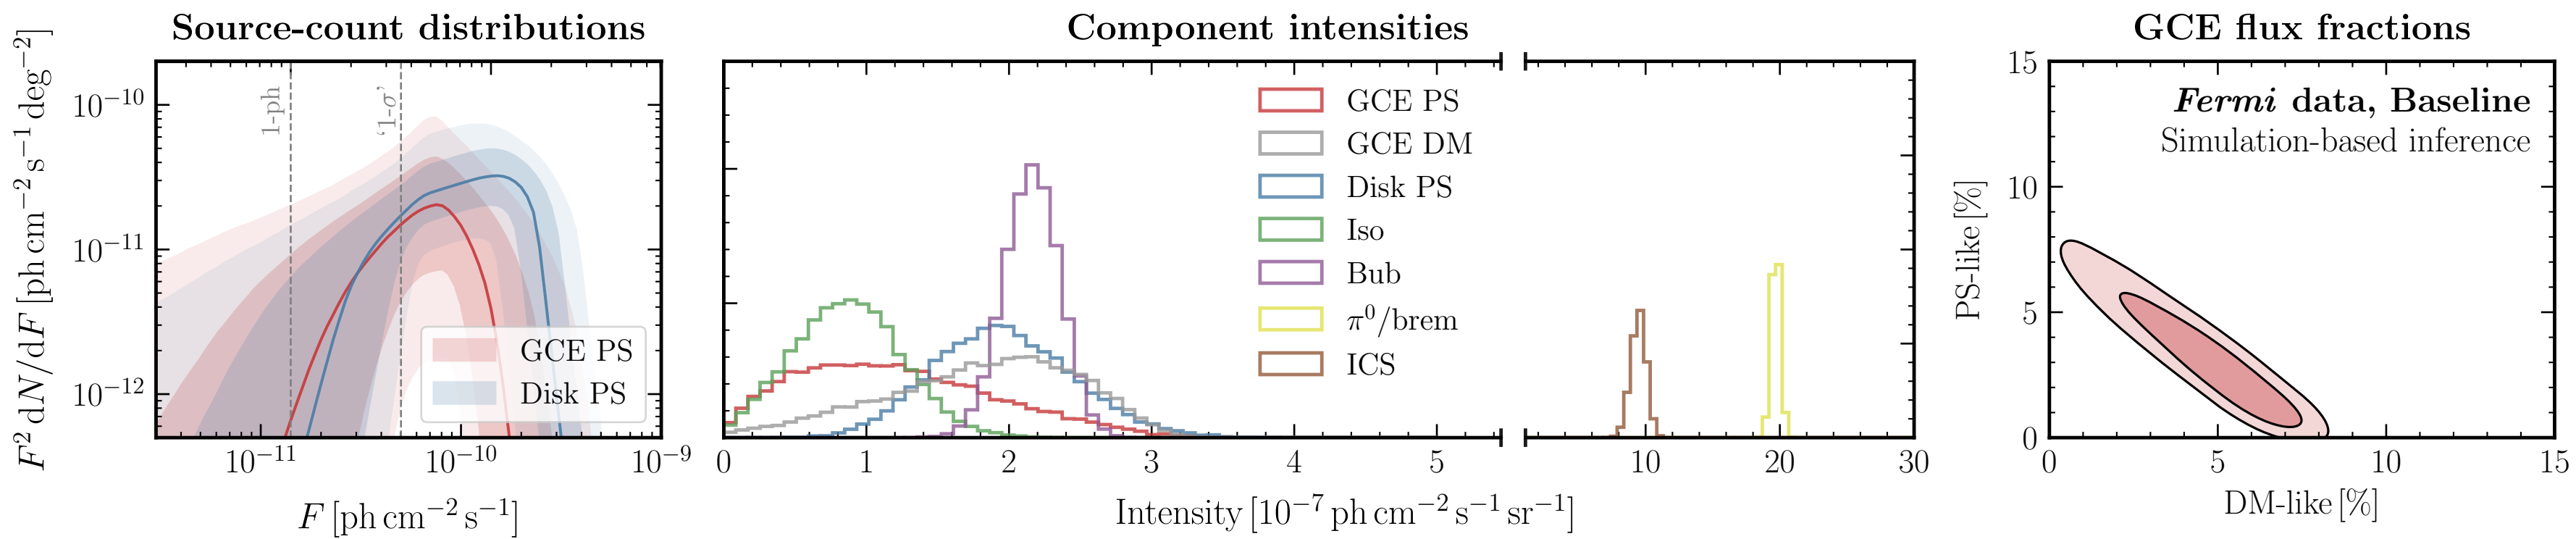 Source-count distributions
F² dN/dF [ph cm⁻² s⁻¹ deg⁻²]
10⁻¹⁰
10⁻¹¹
10⁻¹²
1-ph
‘1-σ’
GCE PS
Disk PS
10⁻¹¹ 10⁻¹⁰ 10⁻⁹
F [ph cm⁻² s⁻¹]
Component intensities
GCE PS
GCE DM
Disk PS
Iso
Bub
π⁰/brem
ICS
0 1 2 3 4 5 10 20 30
Intensity [10⁻⁷ ph cm⁻² s⁻¹ sr⁻¹]
GCE flux fractions
Fermi data, Baseline
Simulation-based inference
PS-like [%]
15
10
5
0
0 5 10 15
DM-like [%]